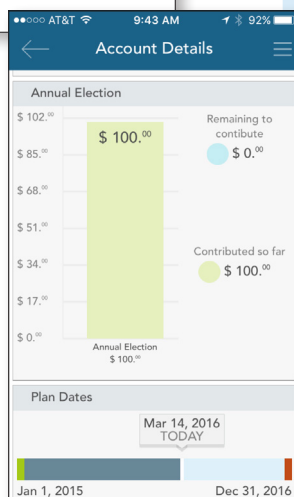 AT&T 9:43 AM 92%
Account Details
Annual Election
$ 102.00
$ 85.00
$ 68.00
$ 51.00
$ 34.00
$ 17.00
$ 0.00
$ 100.00
Annual Election
$ 100.00
Remaining to
contibute
$ 0.00
Contributed so far
$ 100.00
Plan Dates
Mar 14, 2016
TODAY
Jan 1, 2015 Dec 31, 2016